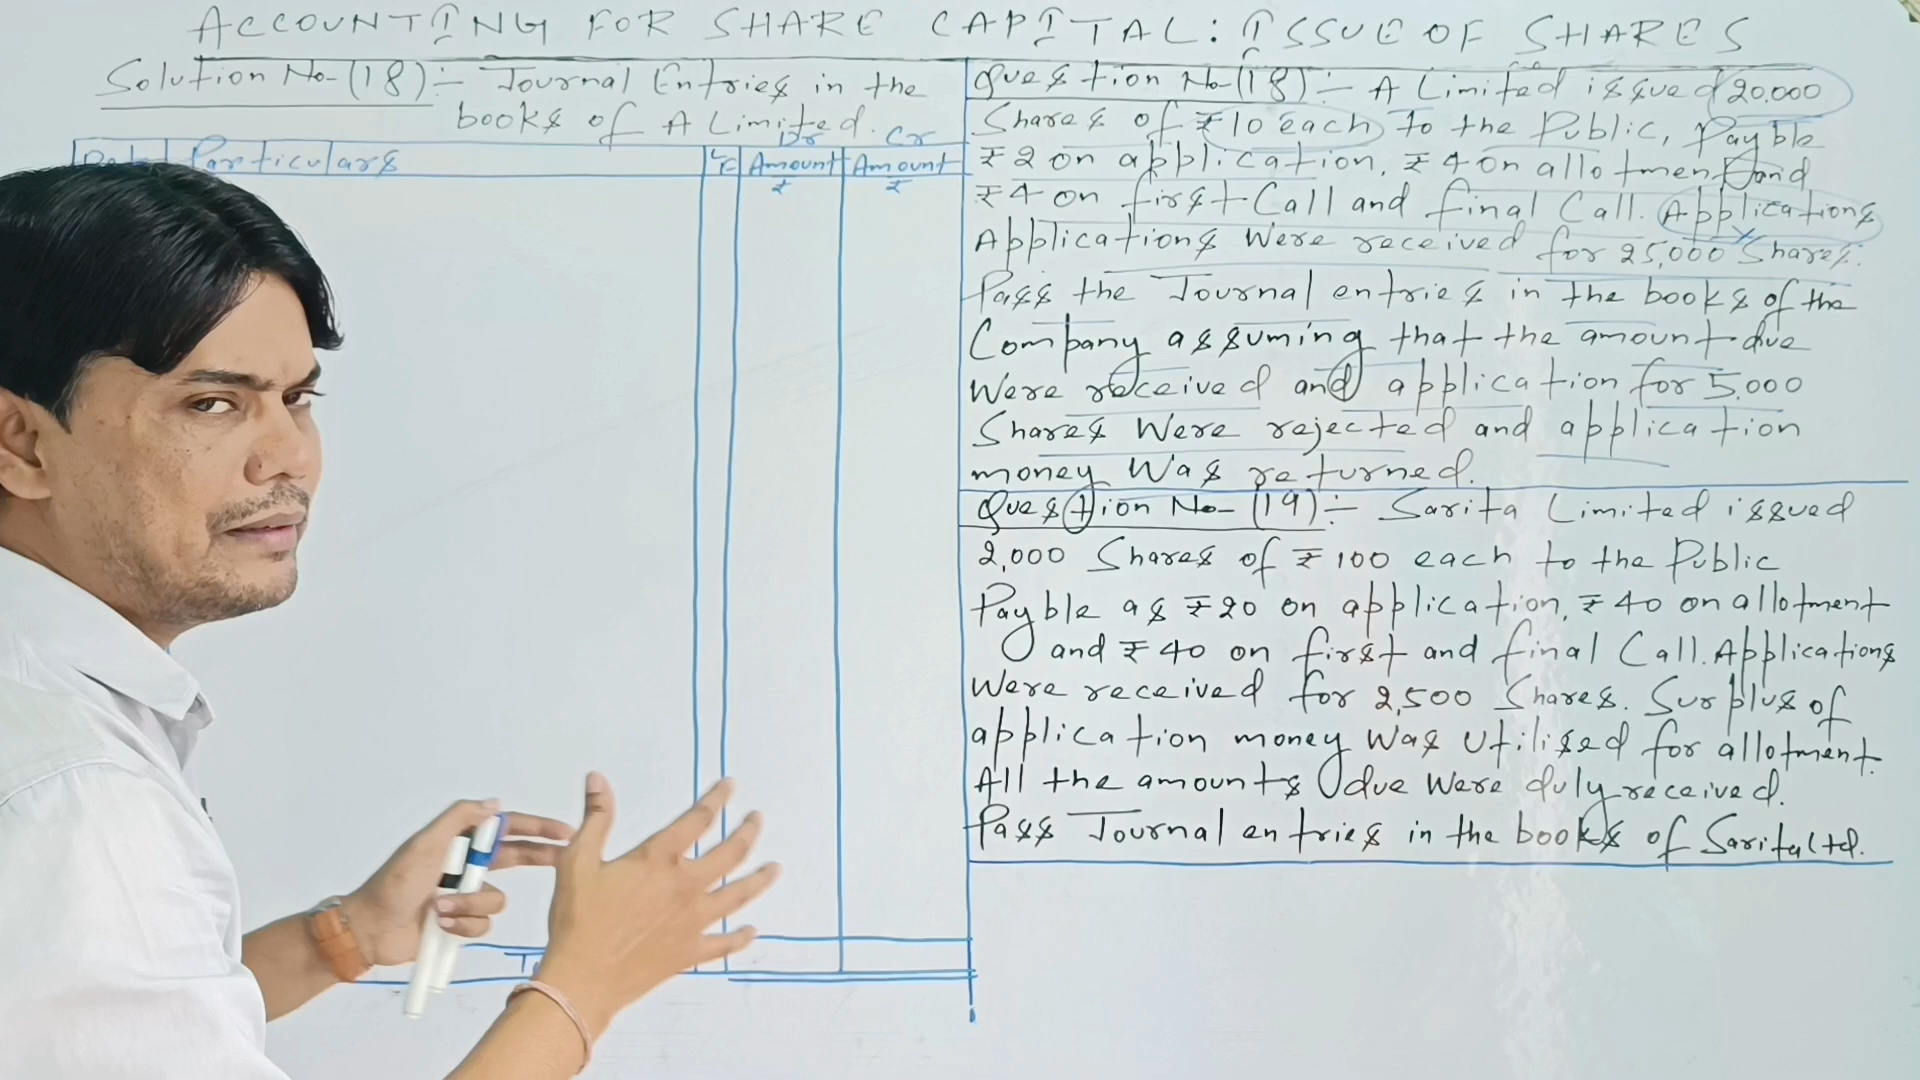 ACCOUNTING FOR SHARE CAPITAL: ISSUE OF SHARES
Solution No-(18):- Journal Entries in the
books of A Limited.
Dr Cr
Date Particulars L.F Amount Amount
₹ ₹
Question No-(18):- A Limited issued 20,000
Shares of ₹10 each to the Public, Payble
₹2 on application, ₹4 on allotment and
₹4 on first Call and final Call. Applications
Applications Were received for 25,000 Shares.
Pass the Journal entries in the books of the
Company assuming that the amount due
Were received and application for 5,000
Shares Were rejected and application
money Was returned.
Question No- (19):- Sarita Limited issued
2,000 Shares of ₹100 each to the Public
Payble as ₹20 on application, ₹40 on allotment
and ₹40 on first and final Call. Applications
Were received for 2,500 Shares. Surplus of
application money Was Utilised for allotment.
All the amounts due Were duly received.
Pass Journal entries in the books of Sarita Ltd.